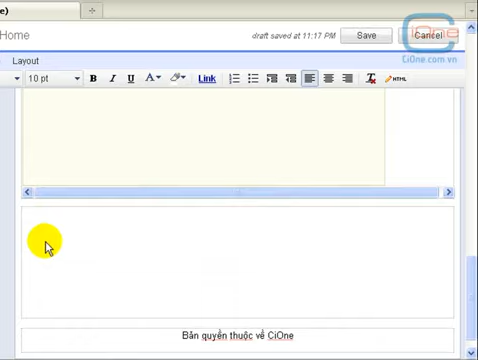 e)
Home
draft saved at 11:17 PM
Save
Cancel
CiOne
CiOne.com.vn
Layout
10 pt
B I U A Link
HTML
Bản quyền thuộc về CiOne